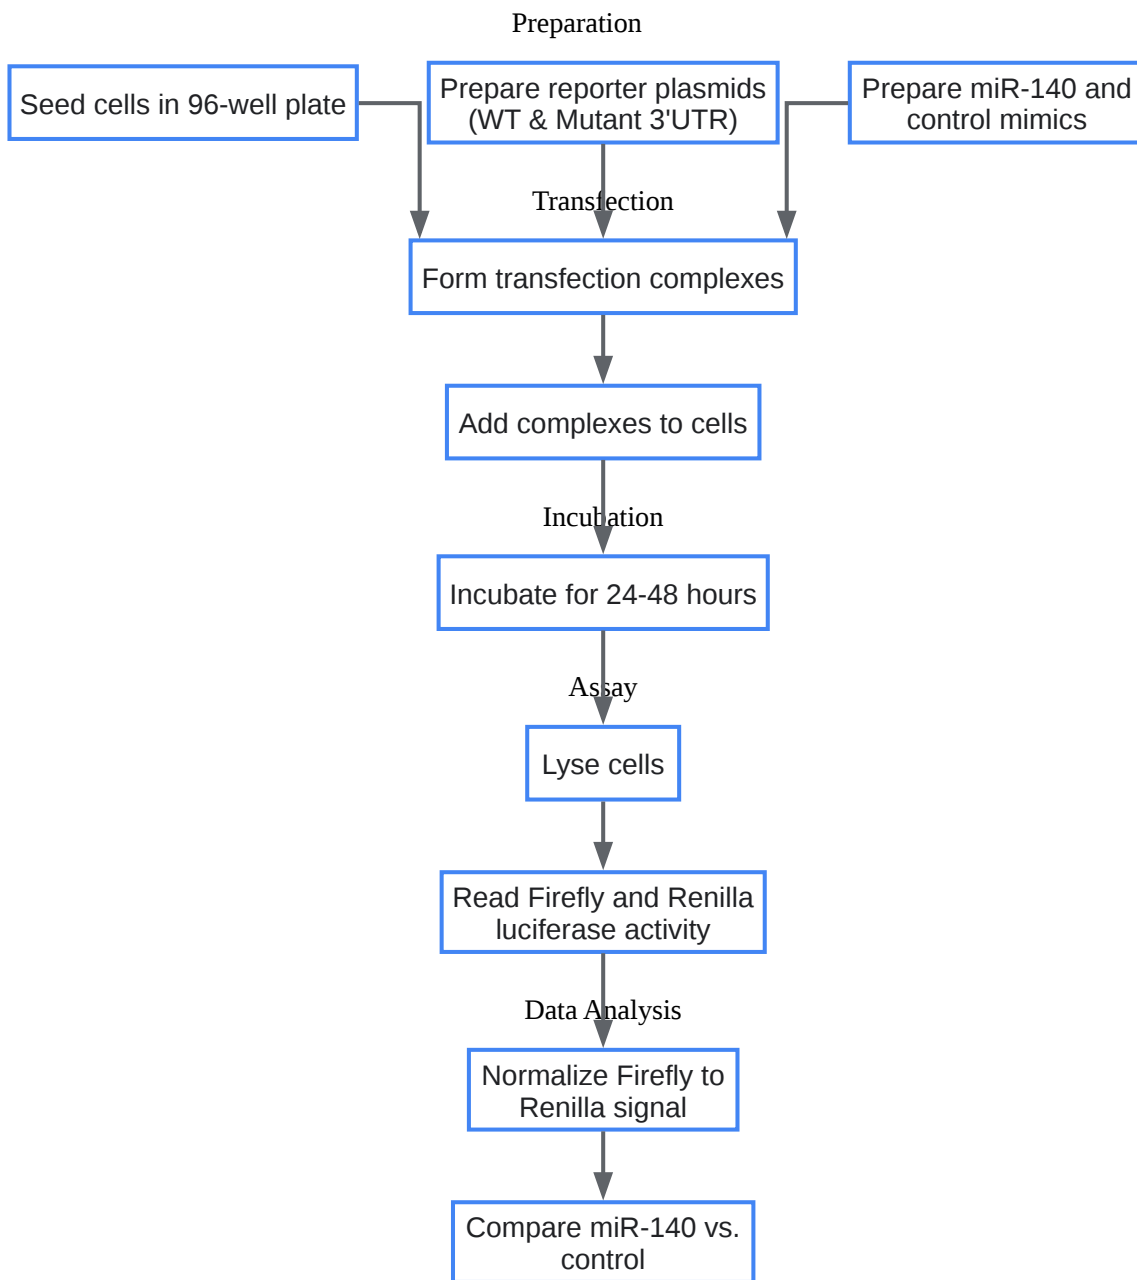 Preparation
Seed cells in 96-well plate
Prepare reporter plasmids
(WT & Mutant 3'UTR)
Prepare miR-140 and
control mimics
Transfection
Form transfection complexes
Add complexes to cells
Incubation
Incubate for 24-48 hours
Assay
Lyse cells
Read Firefly and Renilla
luciferase activity
Data Analysis
Normalize Firefly to
Renilla signal
Compare miR-140 vs.
control